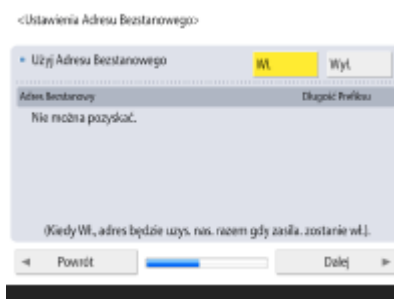 <Ustawienia Adresu Bezstanowego>
Użyj Adresu Bezstanowego
Wł.
Wył.
Adres Bezstanowy
Długość Prefiksu
Nie można pozyskać.
(Kiedy Wł., adres będzie uzys. nas. razem gdy zasila. zostanie wł.).
Powrót
Dalej